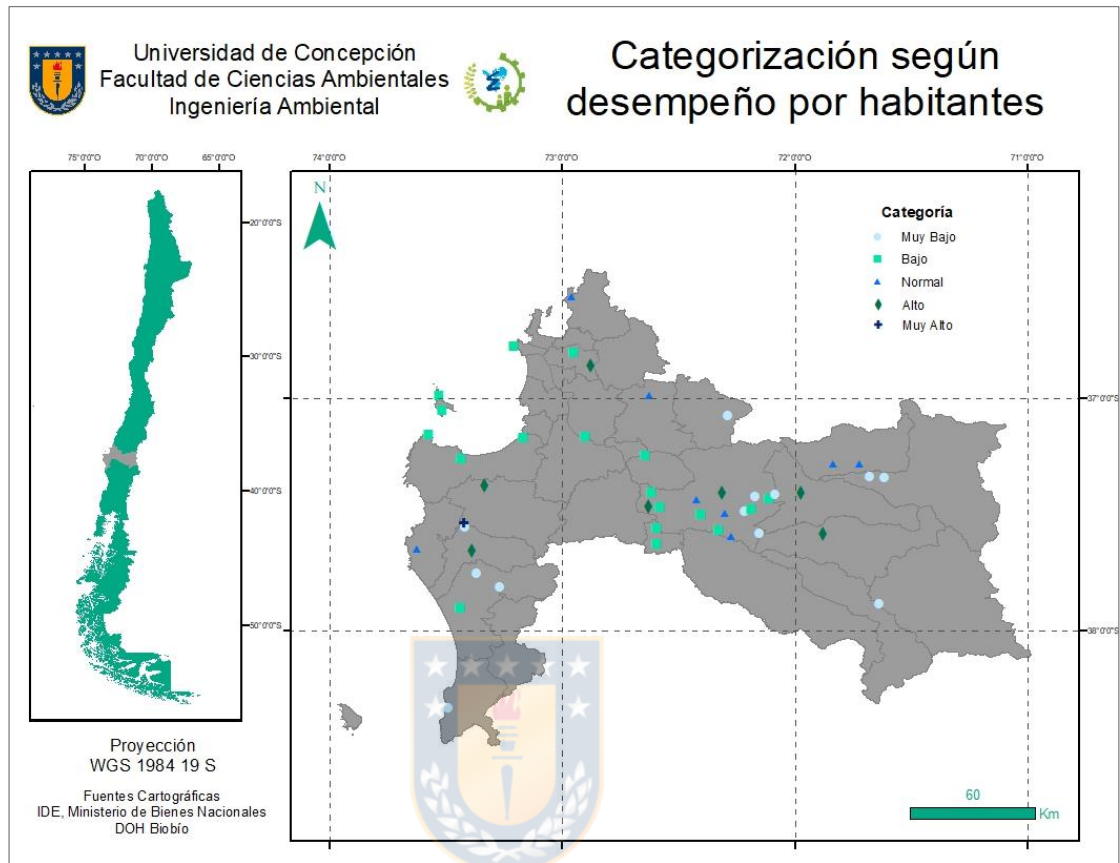 Universidad de Concepción
Facultad de Ciencias Ambientales
Ingeniería Ambiental
Categorización según
desempeño por habitantes
75°0'0"O 70°0'0"O 65°0'0"O
20°0'0"S
30°0'0"S
40°0'0"S
50°0'0"S
Proyección
WGS 1984 19 S
Fuentes Cartográficas
IDE, Ministerio de Bienes Nacionales
DOH Biobío
74°0'0"O 73°0'0"O 72°0'0"O 71°0'0"O
N
Categoría
Muy Bajo
Bajo
Normal
Alto
Muy Alto
37°0'0"S
38°0'0"S
60
Km